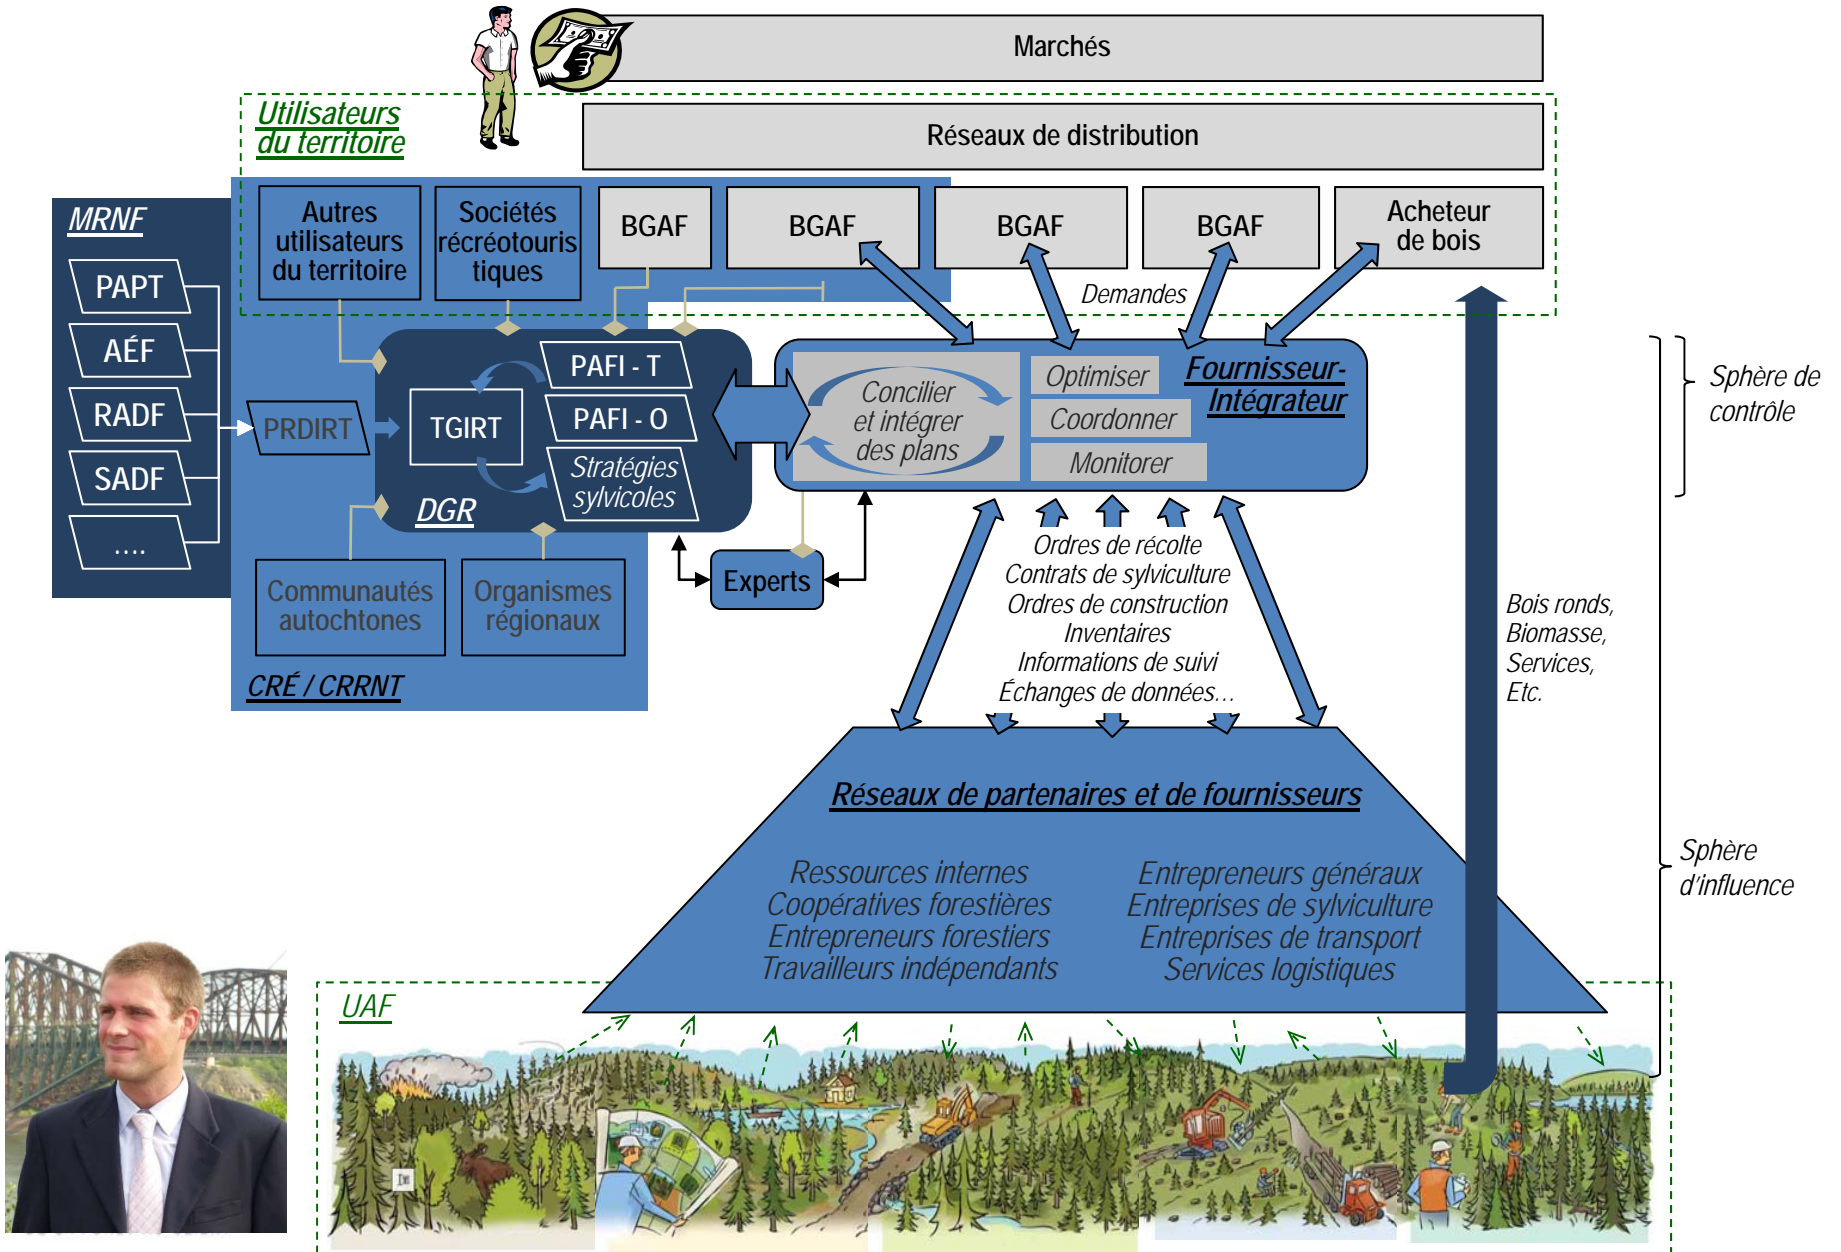 Marchés
Utilisateurs
du territoire
Réseaux de distribution
MRNF
PAPT
AÉF
RADF
SADF
....
Autres
utilisateurs
du territoire
Sociétés
récréotouris
tiques
BGAF
BGAF
BGAF
BGAF
Acheteur
de bois
Demandes
PRDIRT
TGIRT
PAFI - T
PAFI - O
Stratégies
sylvicoles
DGR
Concilier
et intégrer
des plans
Optimiser
Coordonner
Monitorer
Fournisseur-
Intégrateur
Sphère de
contrôle
Communautés
autochtones
Organismes
régionaux
CRÉ / CRRNT
Experts
Ordres de récolte
Contrats de sylviculture
Ordres de construction
Inventaires
Informations de suivi
Échanges de données...
Bois ronds,
Biomasse,
Services,
Etc.
Réseaux de partenaires et de fournisseurs
Ressources internes
Coopératives forestières
Entrepreneurs forestiers
Travailleurs indépendants
Entrepreneurs généraux
Entreprises de sylviculture
Entreprises de transport
Services logistiques
Sphère
d'influence
UAF